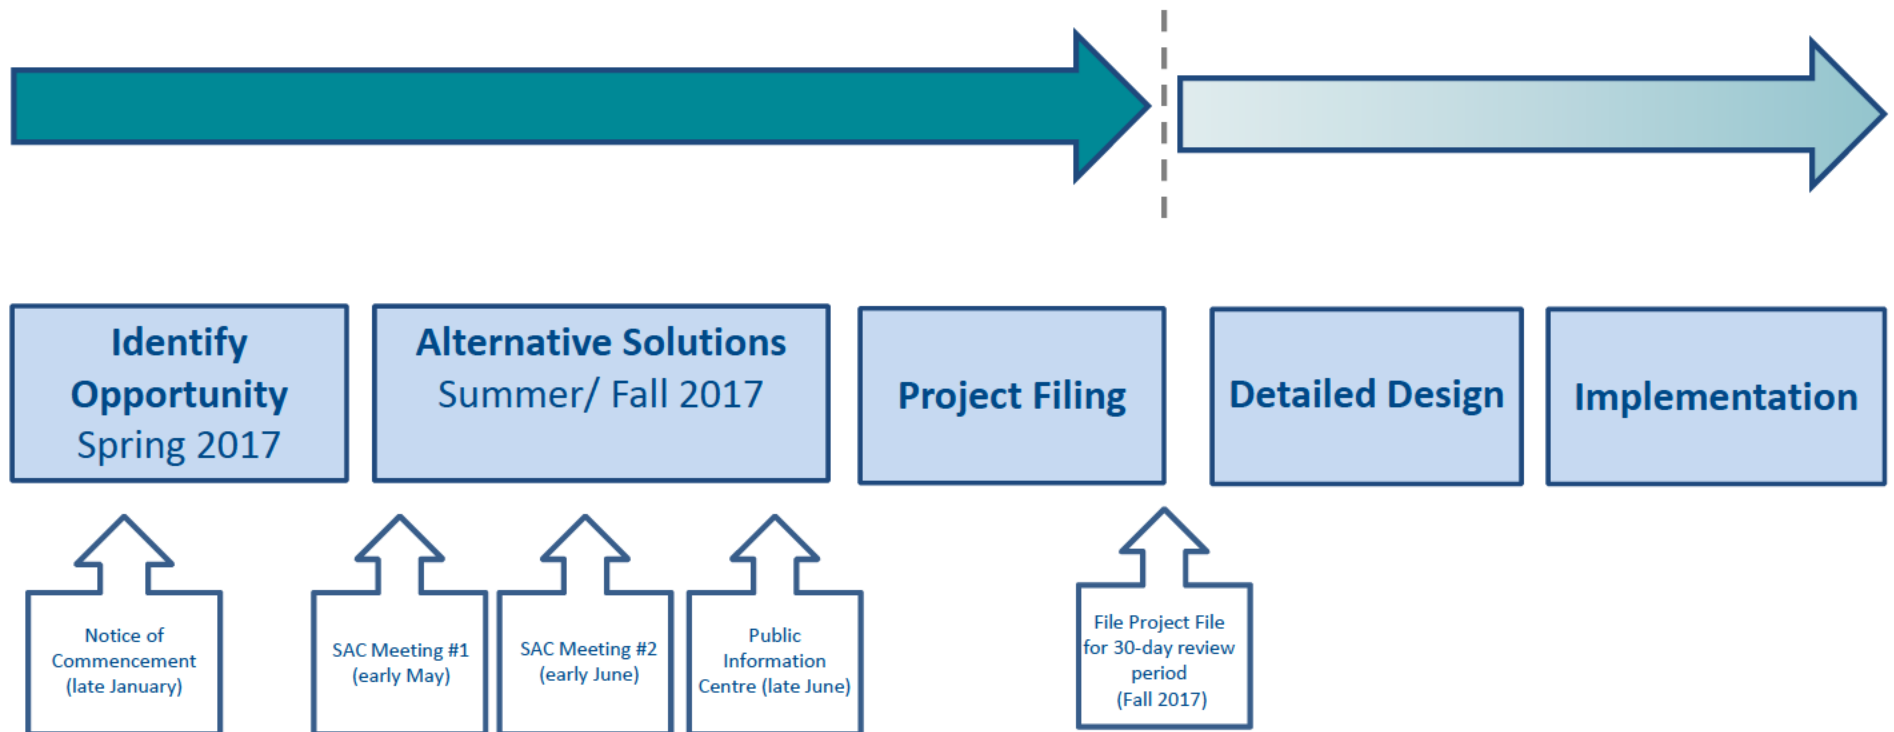 Identify
Opportunity
Spring 2017
Alternative Solutions
Summer/ Fall 2017
Project Filing
Detailed Design
Implementation
Notice of
Commencement
(late January)
SAC Meeting #1
(early May)
SAC Meeting #2
(early June)
Public
Information
Centre (late June)
File Project File
for 30-day review
period
(Fall 2017)